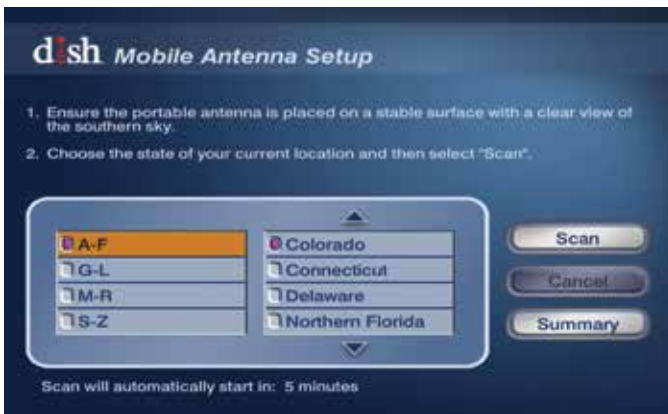 dish Mobile Antenna Setup
1. Ensure the portable antenna is placed on a stable surface with a clear view of
the southern sky.
2. Choose the state of your current location and then select "Scan".
A-F
G-L
M-R
S-Z
Colorado
Connecticut
Delaware
Northern Florida
Scan
Cancel
Summary
Scan will automatically start in: 5 minutes